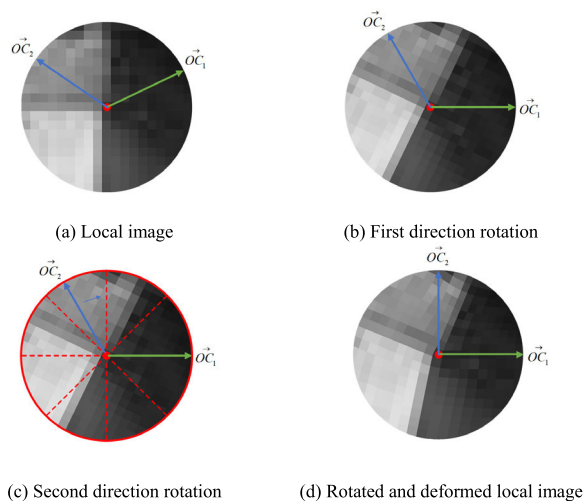 OC₂
OC₁
OC₂
OC₁
(a) Local image
(b) First direction rotation
OC₂
OC₁
OC₂
OC₁
(c) Second direction rotation
(d) Rotated and deformed local image